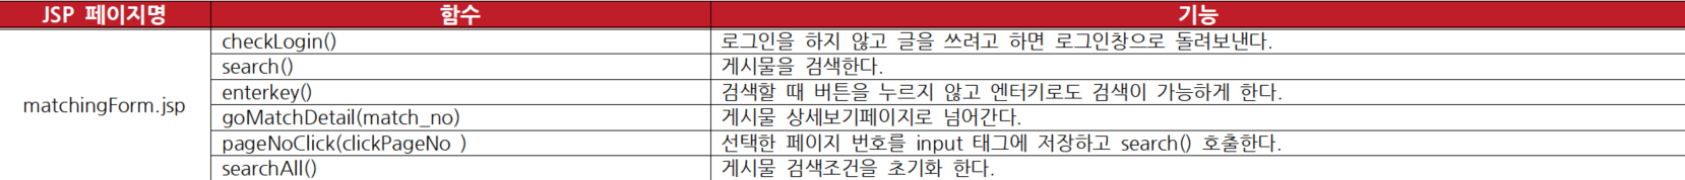 JSP 페이지명 함수 기능
checkLogin() 로그인을 하지 않고 글을 쓰려고 하면 로그인창으로 돌려보낸다.
search() 게시물을 검색한다.
enterkey() 검색할 때 버튼을 누르지 않고 엔터키로도 검색이 가능하게 한다.
matchingForm.jsp
goMatchDetail(match_no) 게시물 상세보기페이지로 넘어간다.
pageNoClick(clickPageNo ) 선택한 페이지 번호를 input 태그에 저장하고 search() 호출한다.
searchAll() 게시물 검색조건을 초기화 한다.